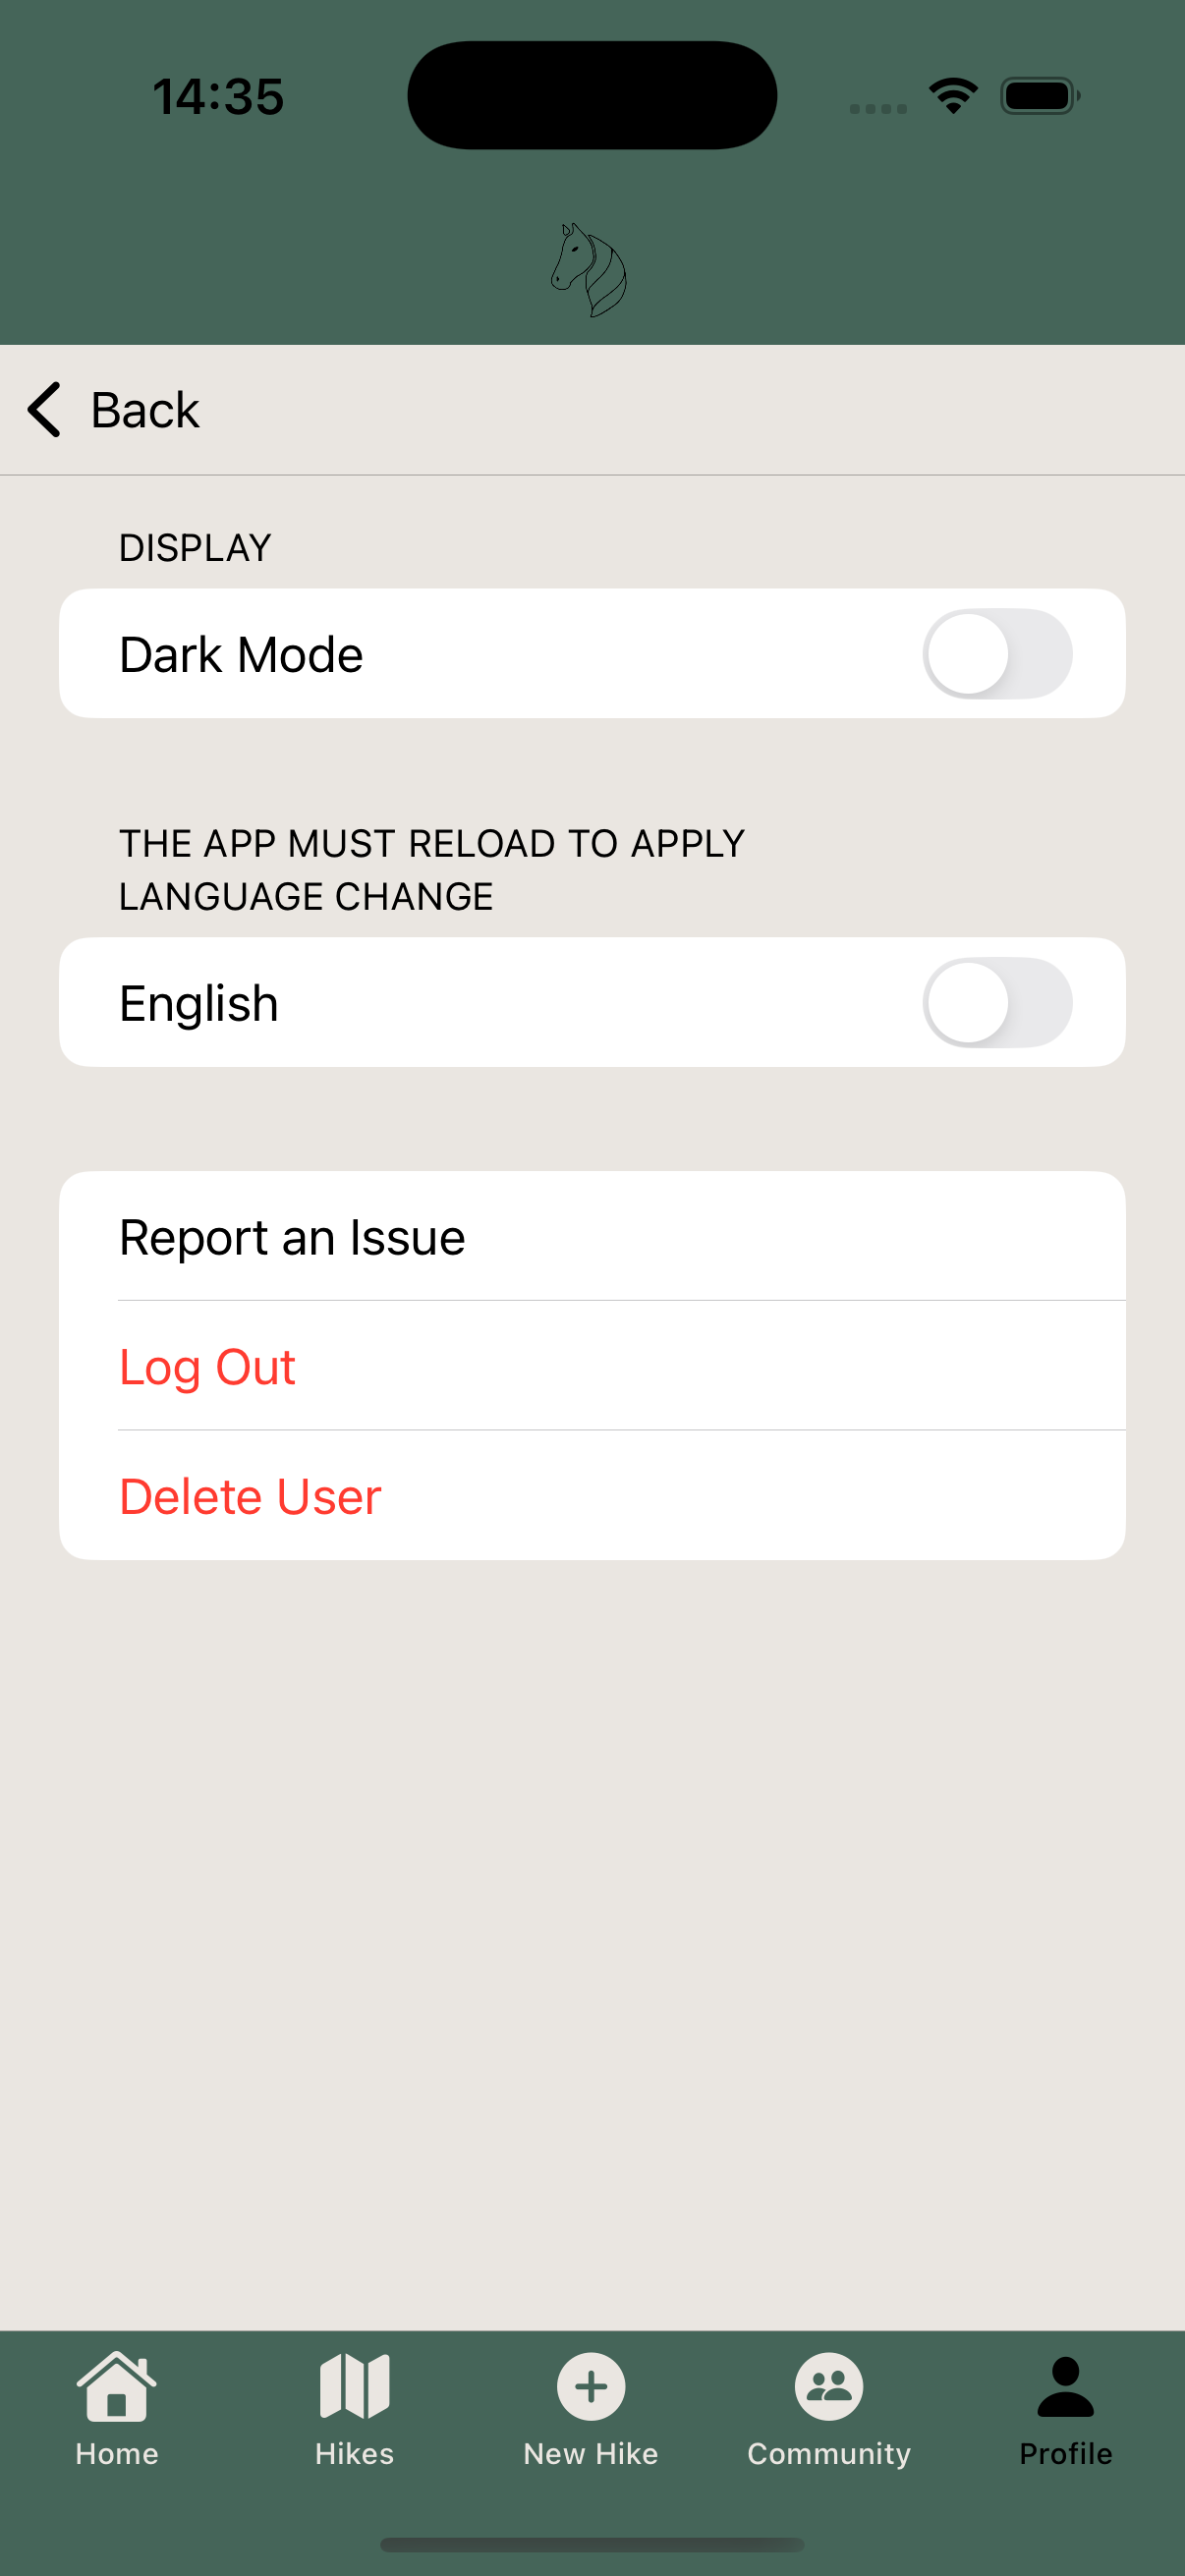 14:35
Back
DISPLAY
Dark Mode
THE APP MUST RELOAD TO APPLY
LANGUAGE CHANGE
English
Report an Issue
Log Out
Delete User
Home
Hikes
New Hike
Community
Profile